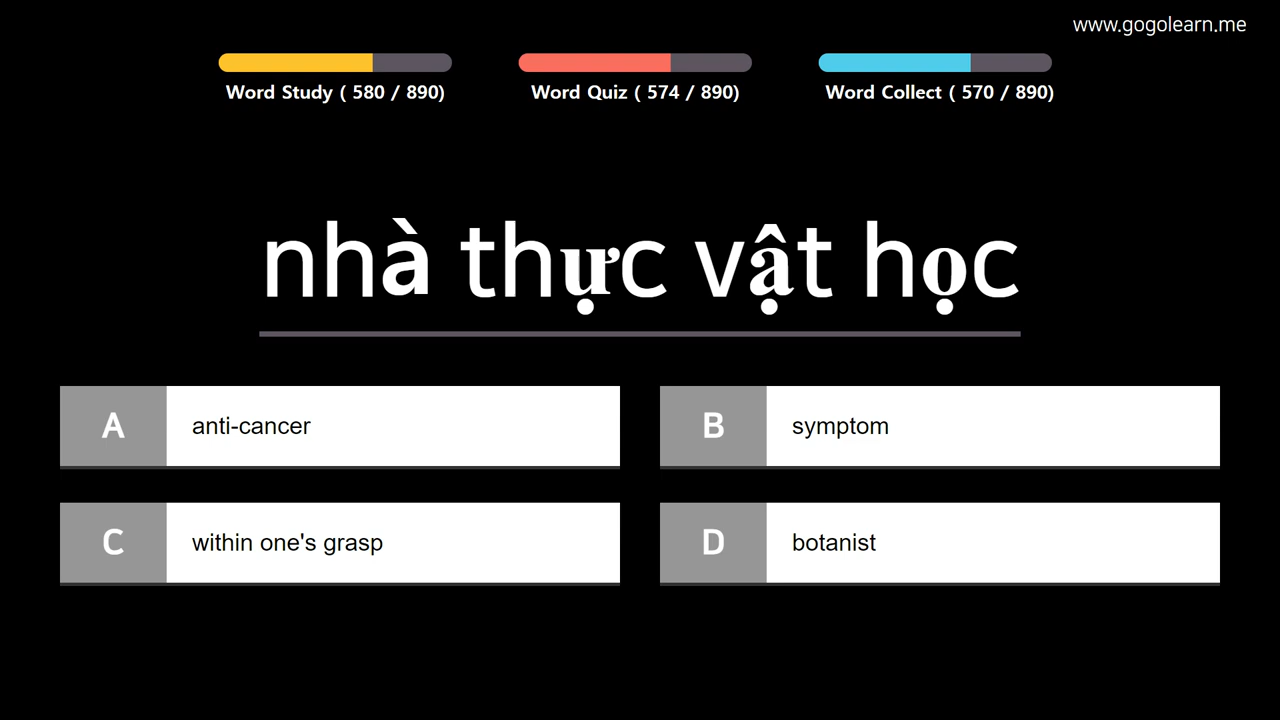 www.gogolearn.me
Word Study ( 580 / 890)
Word Quiz ( 574 / 890)
Word Collect ( 570 / 890)
nhà thực vật học
A anti-cancer
B symptom
C within one's grasp
D botanist